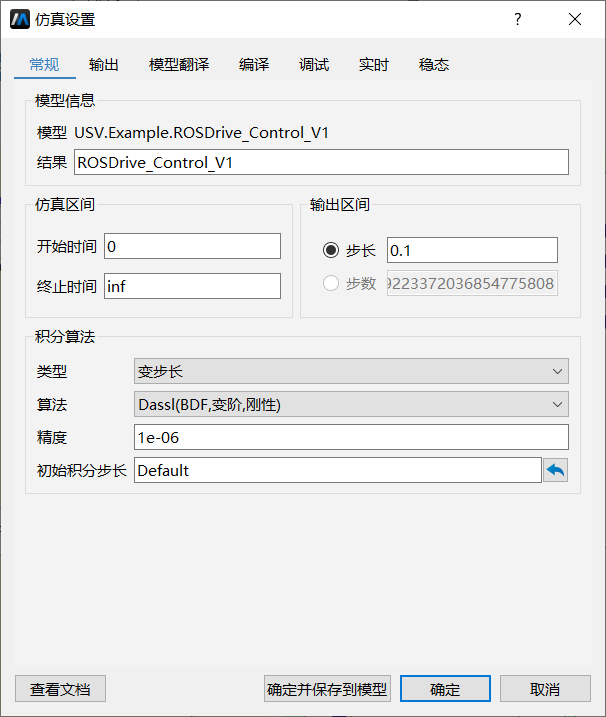 仿真设置
?
常规 输出 模型翻译 编译 调试 实时 稳态
模型信息
模型 USV.Example.ROSDrive_Control_V1
结果 ROSDrive_Control_V1
仿真区间
开始时间 0
终止时间 inf
输出区间
步长 0.1
步数 9223372036854775808
积分算法
类型 变步长
算法 Dassl(BDF,变阶,刚性)
精度 1e-06
初始积分步长 Default
查看文档 确定并保存到模型 确定 取消